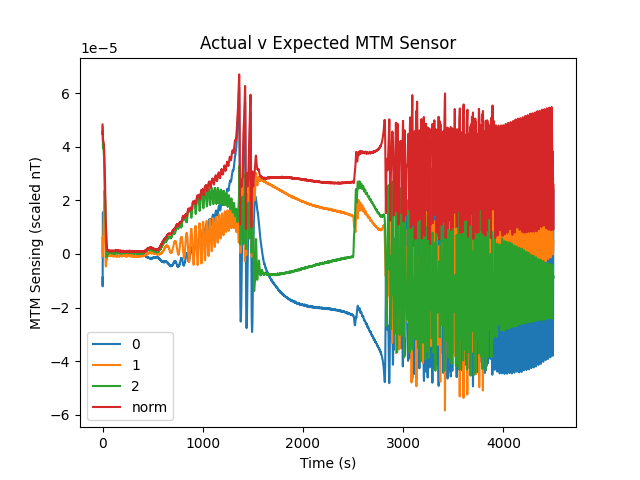 Actual v Expected MTM Sensor
1e−5
MTM Sensing (scaled nT)
6
4
2
0
−2
−4
−6
0
1
2
norm
0 1000 2000 3000 4000
Time (s)